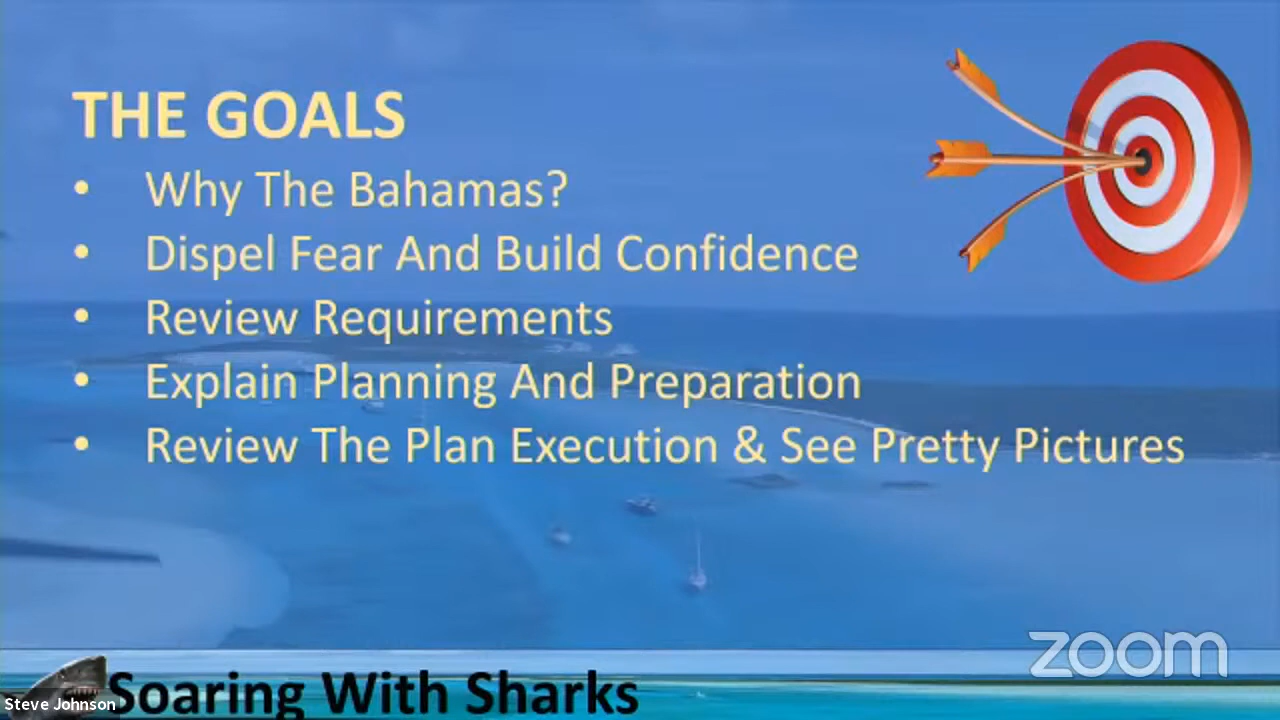 THE GOALS
• Why The Bahamas?
• Dispel Fear And Build Confidence
• Review Requirements
• Explain Planning And Preparation
• Review The Plan Execution & See Pretty Pictures
zoom
Soaring With Sharks
Steve Johnson